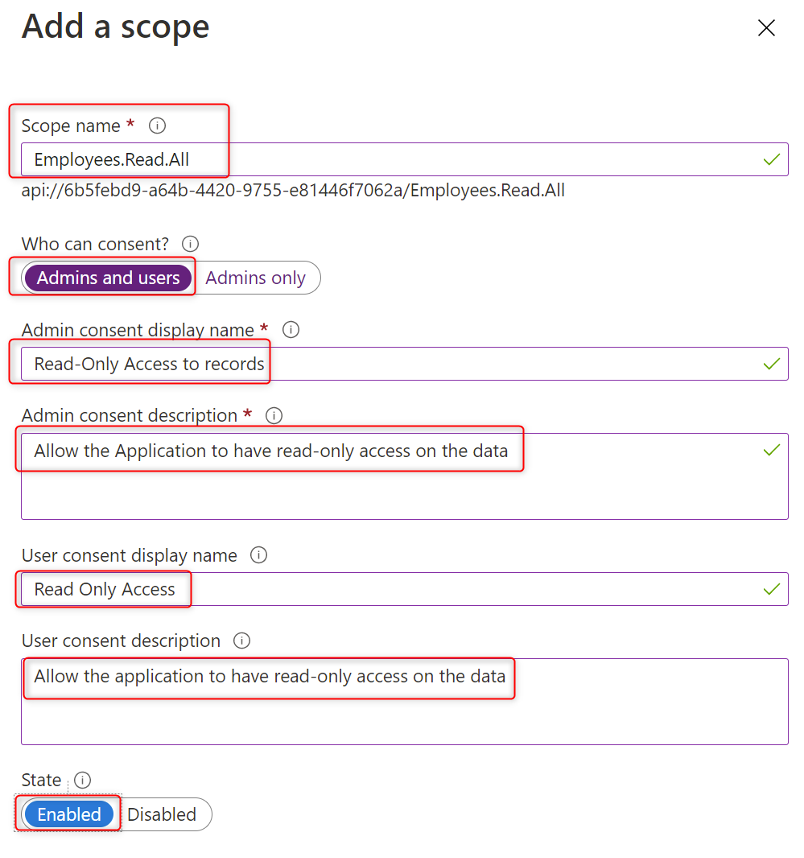 Add a scope
Scope name *
Employees.Read.All
api://6b5febd9-a64b-4420-9755-e81446f7062a/Employees.Read.All
Who can consent?
Admins and users Admins only
Admin consent display name *
Read-Only Access to records
Admin consent description *
Allow the Application to have read-only access on the data
User consent display name
Read Only Access
User consent description
Allow the application to have read-only access on the data
State
Enabled Disabled